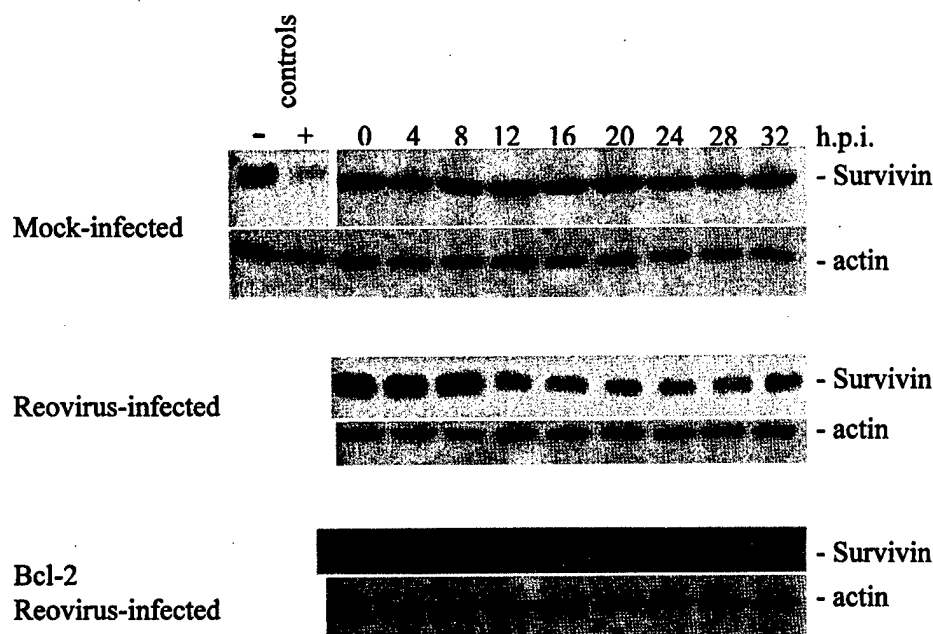 controls
- + 0 4 8 12 16 20 24 28 32 h.p.i.
- Survivin
Mock-infected
- actin
- Survivin
Reovirus-infected
- actin
- Survivin
Bcl-2
- actin
Reovirus-infected